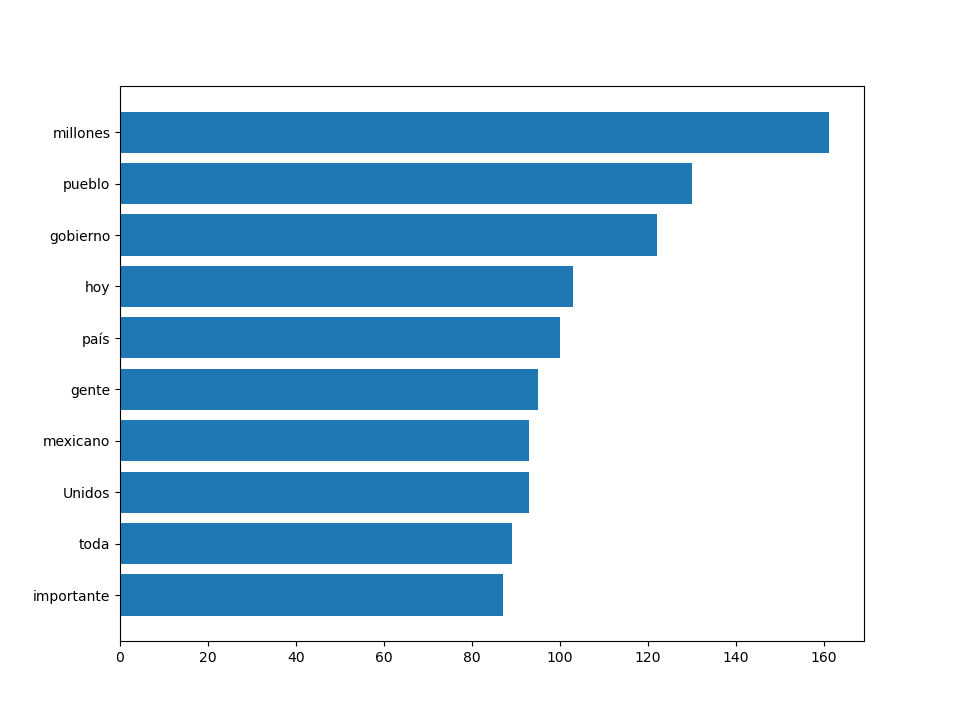 millones
pueblo
gobierno
hoy
país
gente
mexicano
Unidos
toda
importante
0 20 40 60 80 100 120 140 160